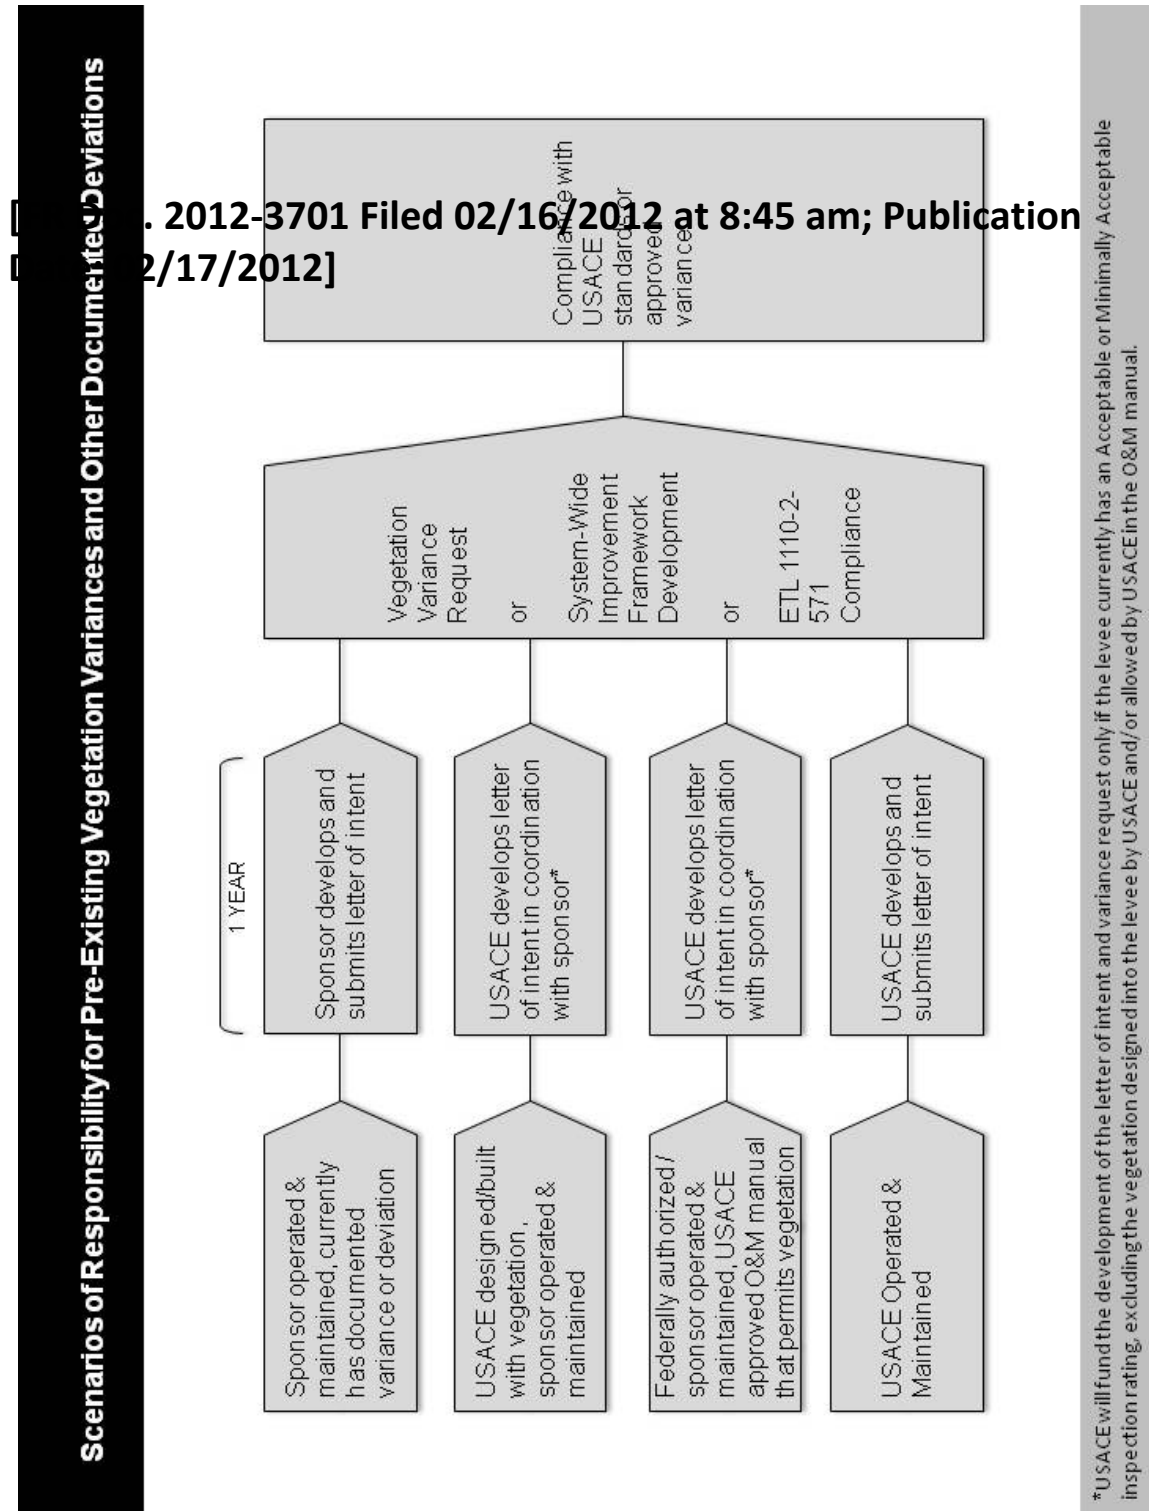 Scenarios of Responsibility for Pre-Existing Vegetation Variances and Other Documented Deviations
1 YEAR
Sponsor operated &
maintained, currently
has documented
variance or deviation
Sponsor develops and
submits letter of intent
USACE designed/built
with vegetation,
sponsor operated &
maintained
USACE develops letter
of intent in coordination
with sponsor*
Federally authorized /
sponsor operated &
maintained, USACE
approved O&M manual
that permits vegetation
USACE develops letter
of intent in coordination
with sponsor*
USACE Operated &
Maintained
USACE develops and
submits letter of intent
Vegetation
Variance
Request
or
System-Wide
Improvement
Framework
Development
or
ETL 1110-2-
571
Compliance
Compliance with
USACE
standards or
approved
variances
*USACE will fund the development of the letter of intent and variance request only if the levee currently has an Acceptable or Minimally Acceptable
inspection rating, excluding the vegetation designed into the levee by USACE and/or allowed by USACE in the O&M manual.
[ . 2012-3701 Filed 02/16/2012 at 8:45 am; Publication
2/17/2012]